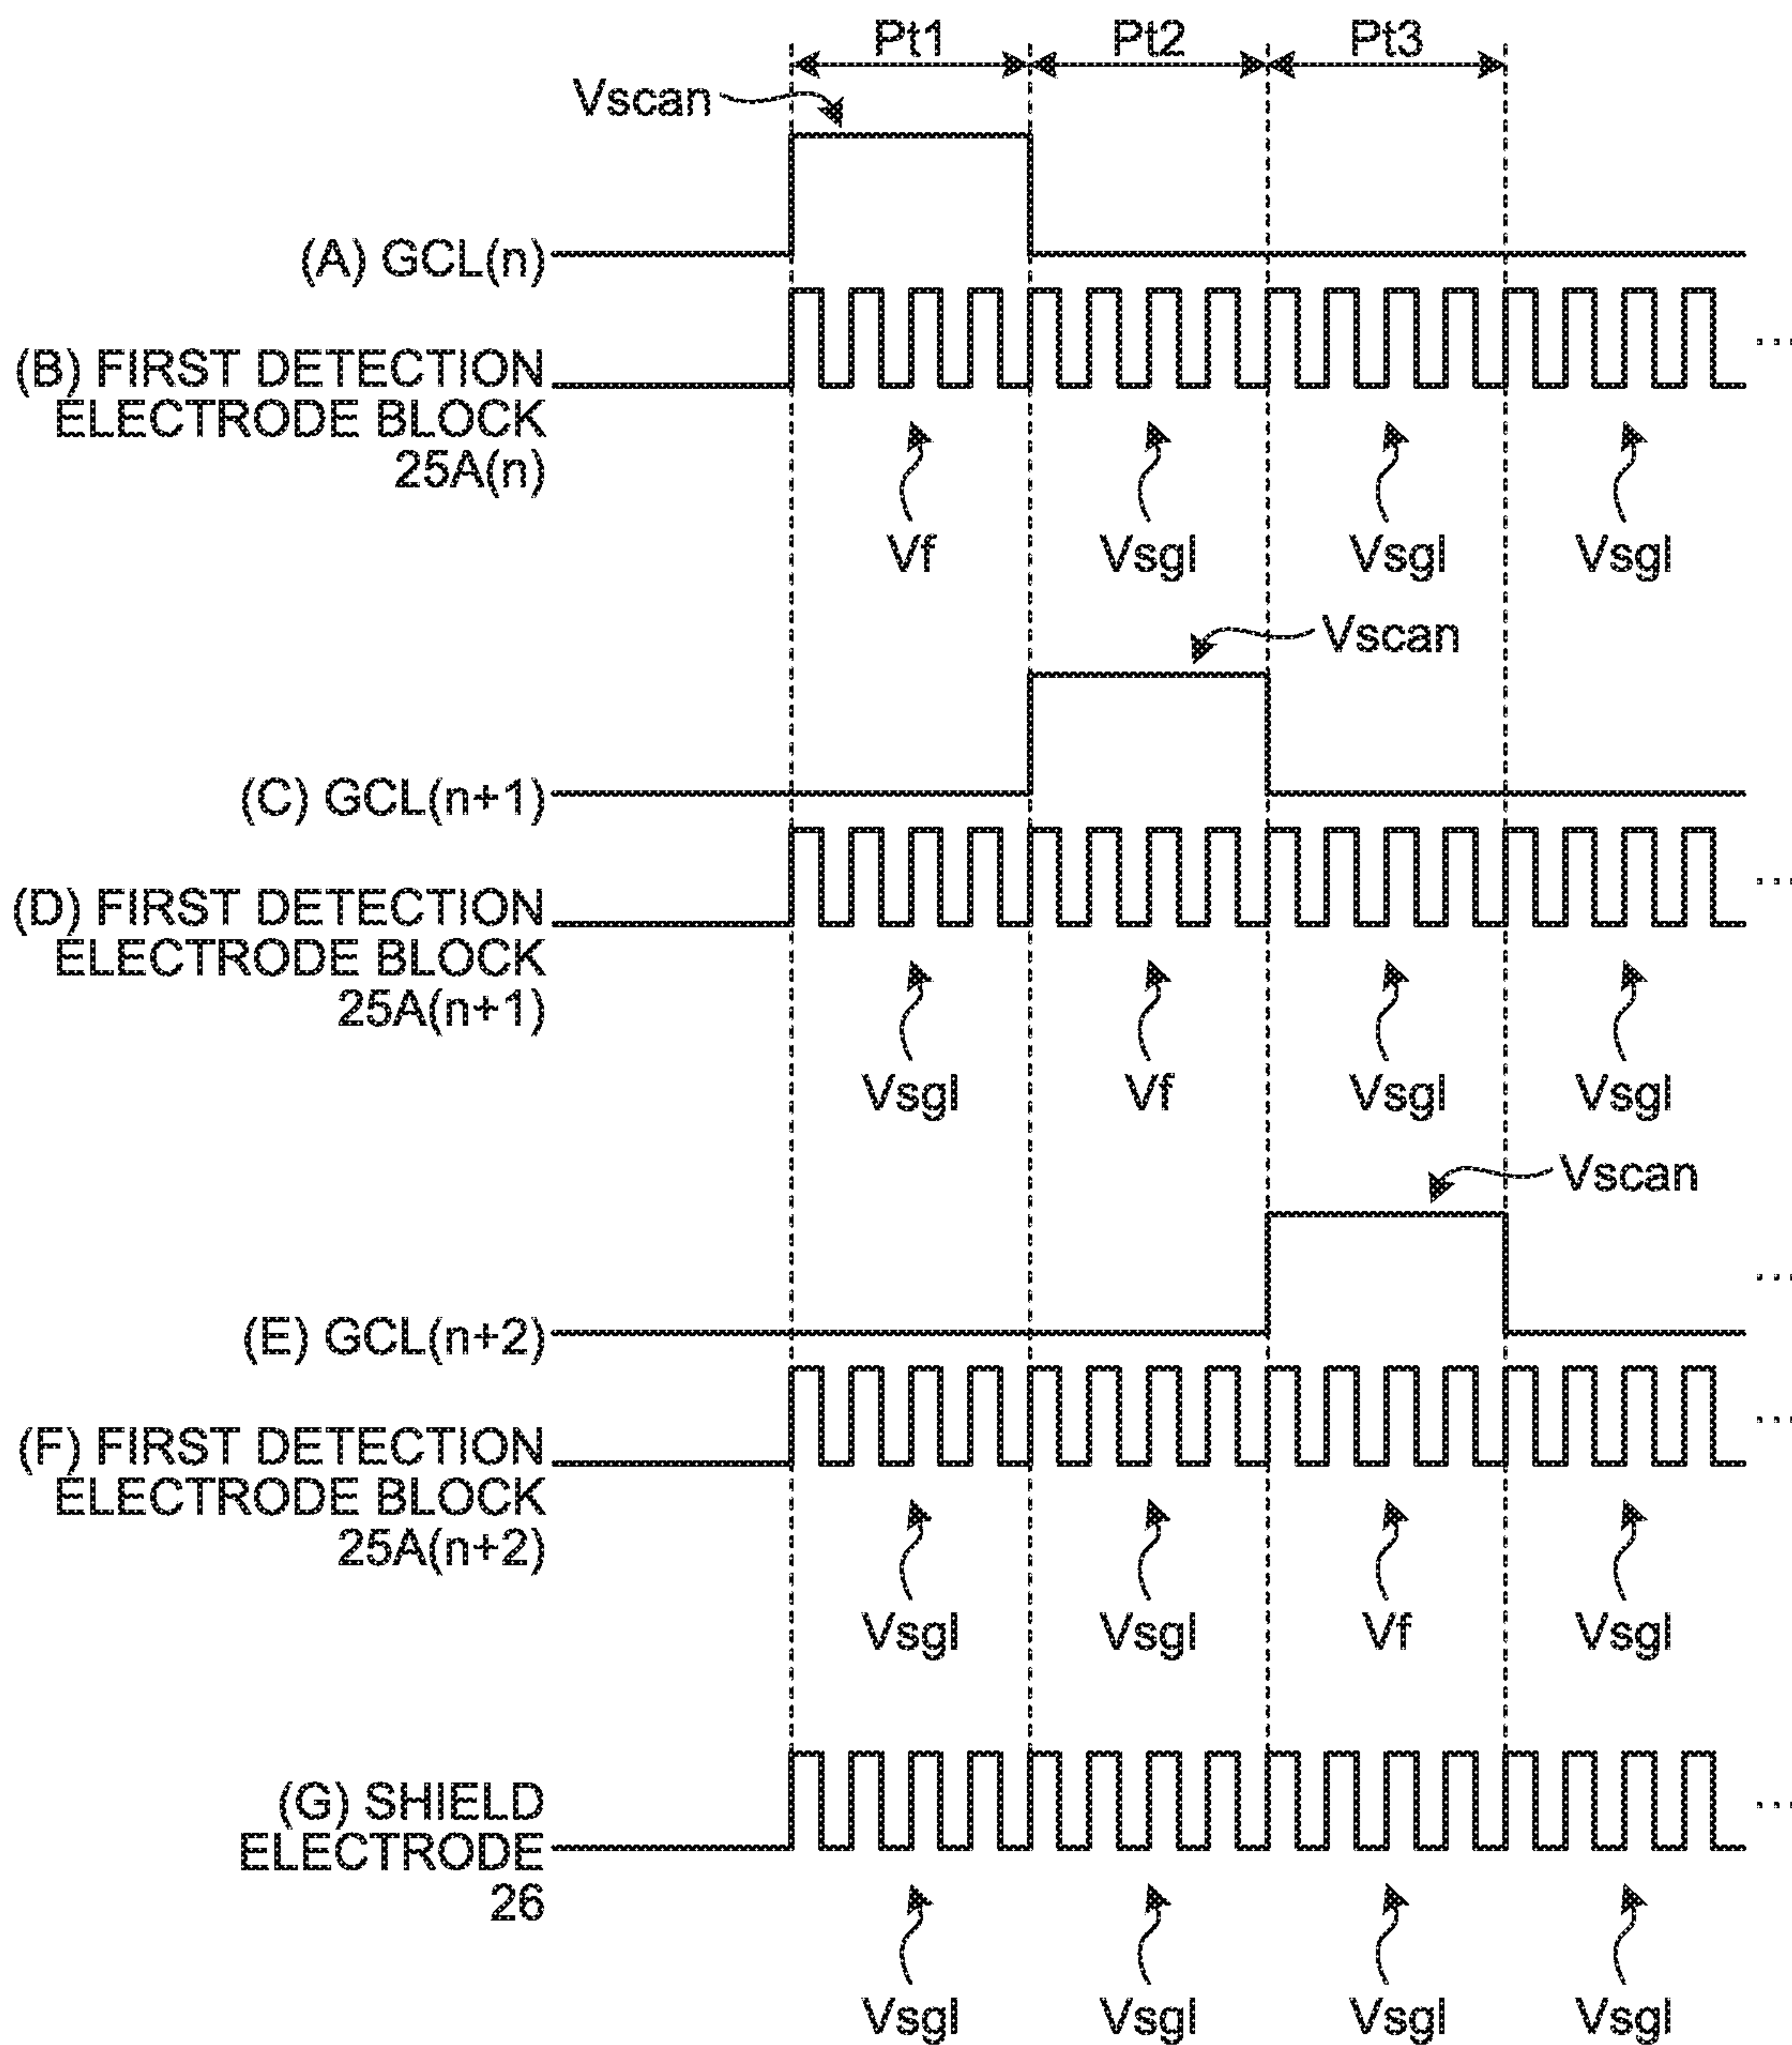 Pt1 Pt2 Pt3
Vscan
(A) GCL(n)
(B) FIRST DETECTION
ELECTRODE BLOCK
25A(n)
...
Vf Vsgl Vsgl Vsgl
Vscan
(C) GCL(n+1)
(D) FIRST DETECTION
ELECTRODE BLOCK
25A(n+1)
...
Vsgl Vf Vsgl Vsgl
Vscan
...
(E) GCL(n+2)
(F) FIRST DETECTION
ELECTRODE BLOCK
25A(n+2)
...
Vsgl Vsgl Vf Vsgl
(G) SHIELD
ELECTRODE
26
...
Vsgl Vsgl Vsgl Vsgl